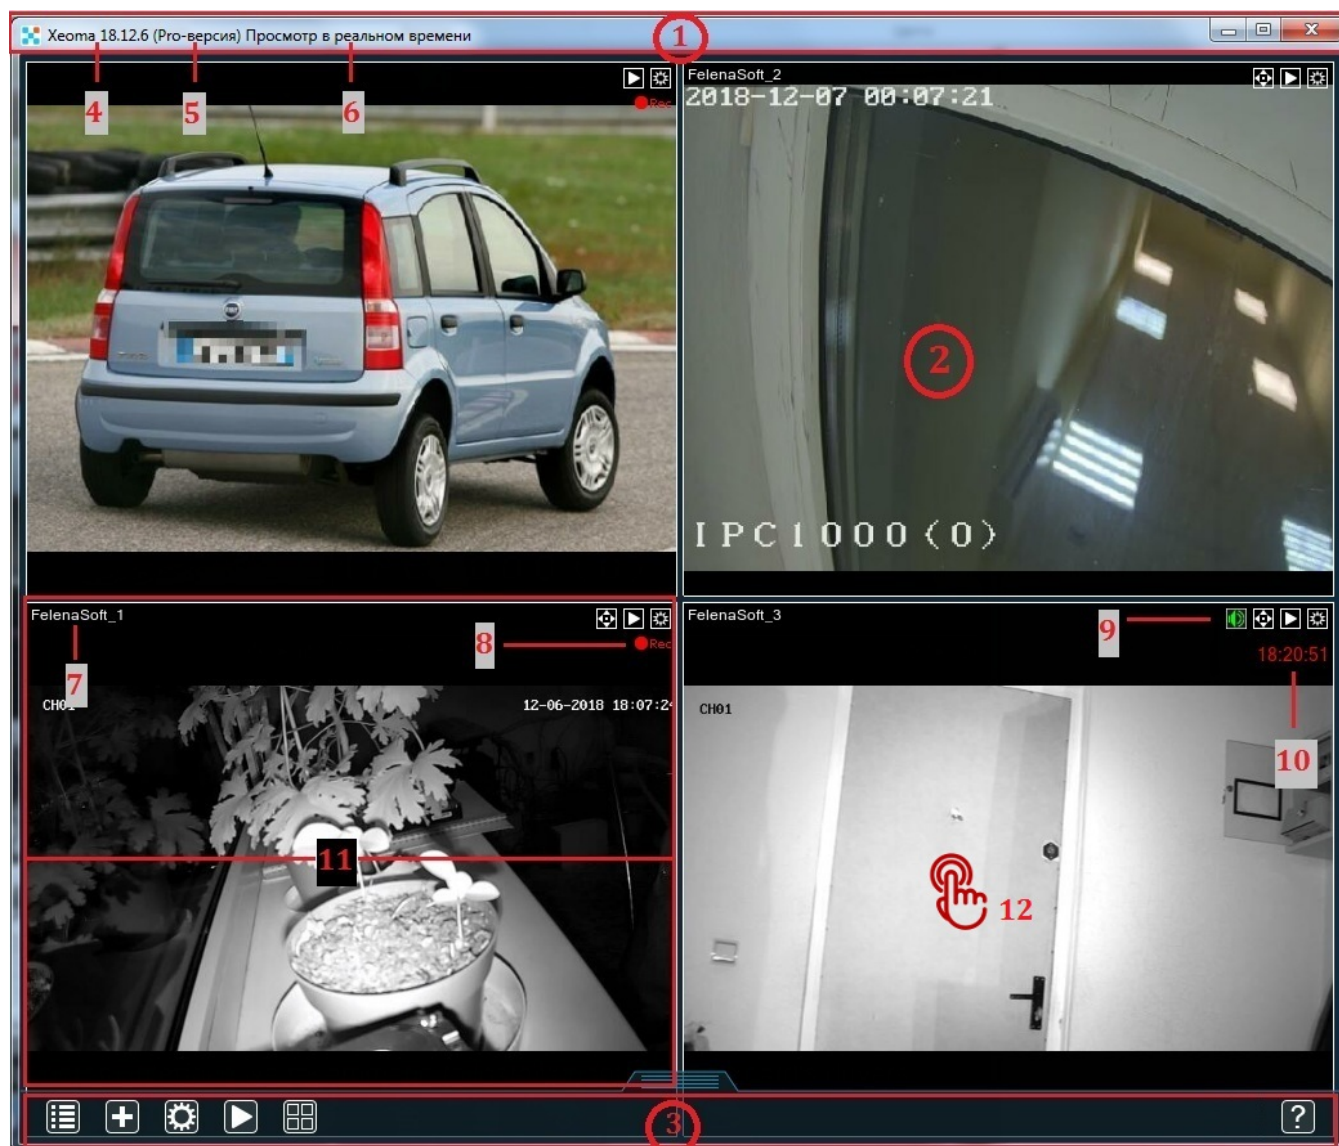 Xeoma 18.12.6 (Pro-версия) Просмотр в реальном времени
1
4
5
6
Rec
FelenaSoft_2
2018-12-07 00:07:21
2
IPC1000(0)
FelenaSoft_1
8
Rec
7
CH01
12-06-2018 18:07:24
11
FelenaSoft_3
9
18:20:51
CH01
10
12
3
?